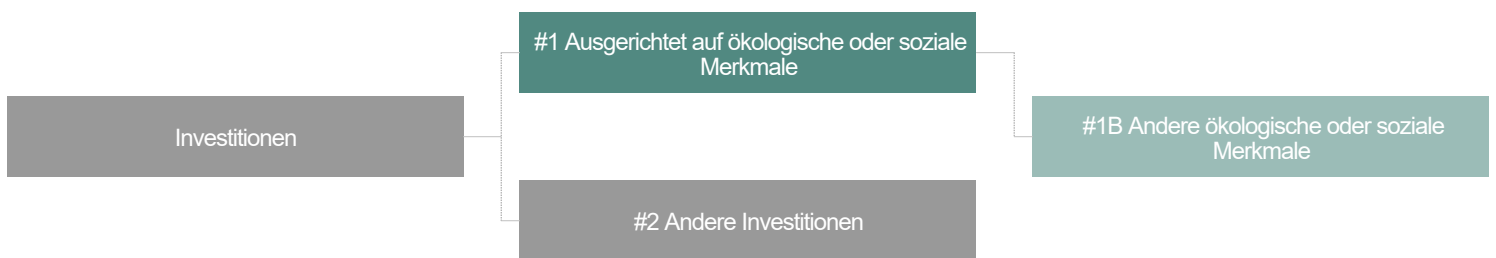 #1 Ausgerichtet auf ökologische oder soziale
Merkmale
Investitionen
#1B Andere ökologische oder soziale
Merkmale
#2 Andere Investitionen